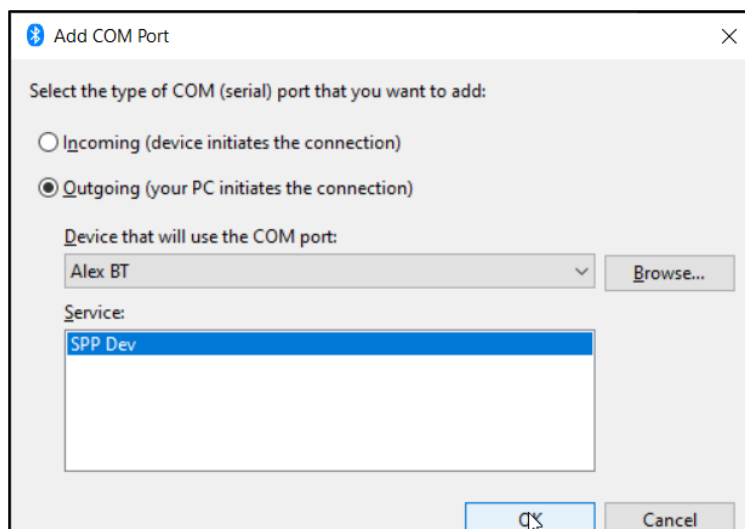 Add COM Port
Select the type of COM (serial) port that you want to add:
Incoming (device initiates the connection)
Outgoing (your PC initiates the connection)
Device that will use the COM port:
Alex BT
Browse...
Service:
SPP Dev
OK
Cancel